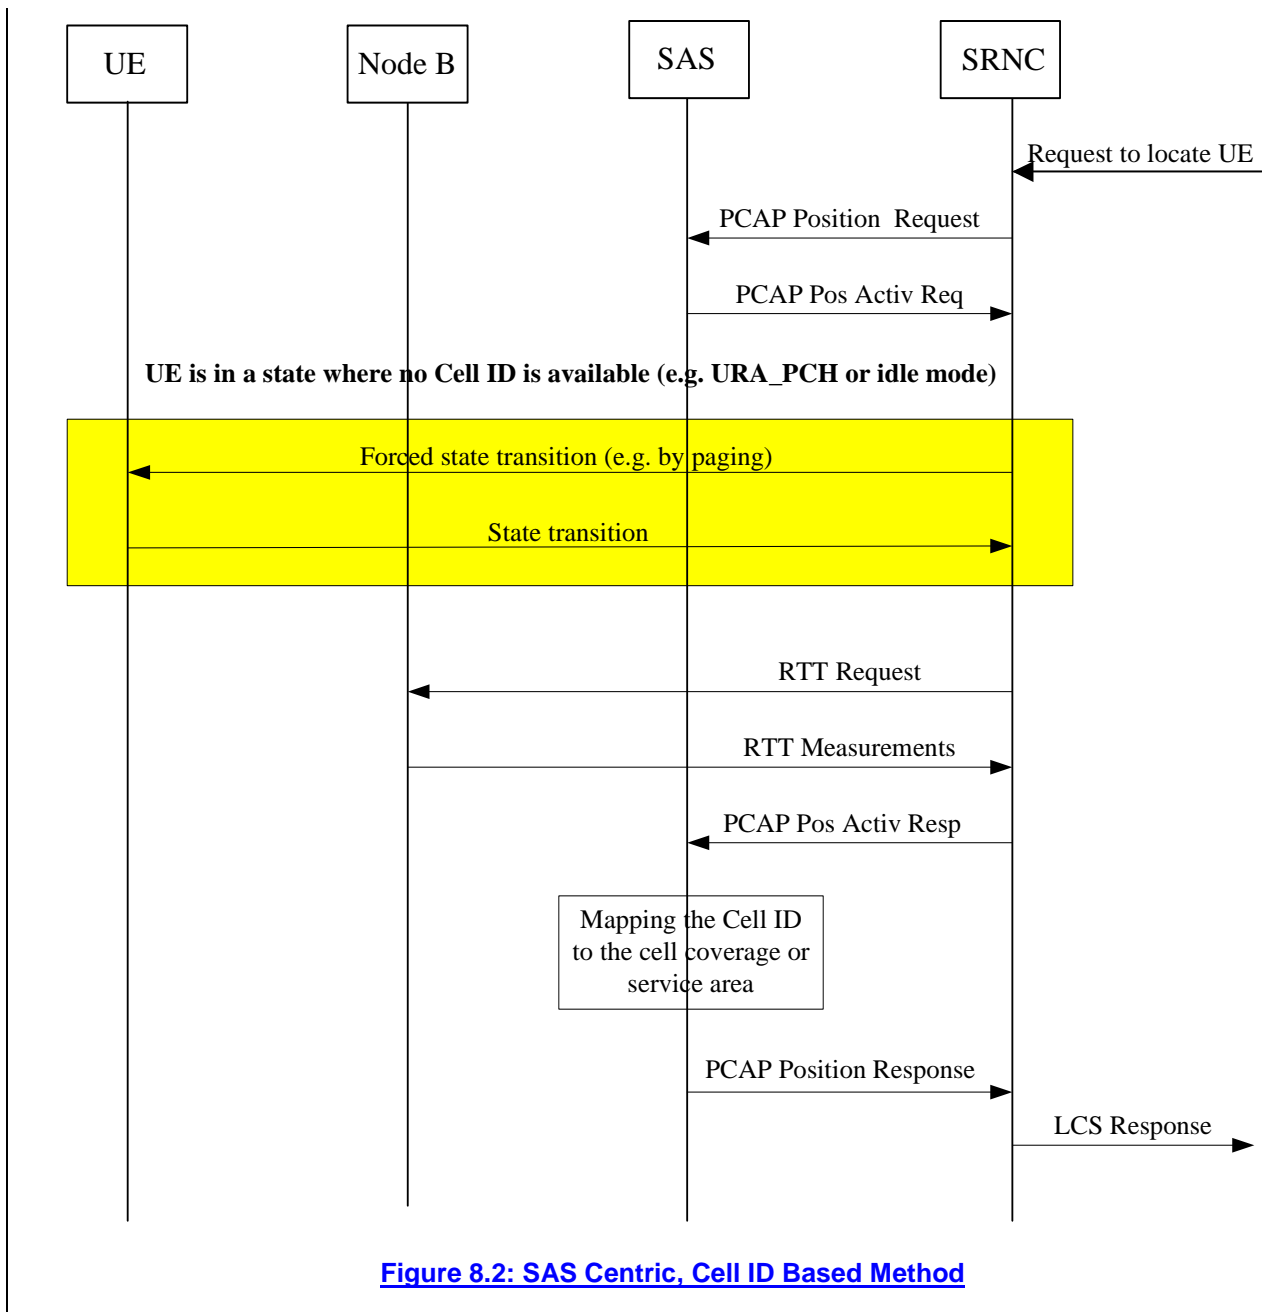 UE
Node B
SAS
SRNC
Request to locate UE
PCAP Position Request
PCAP Pos Activ Req
UE is in a state where no Cell ID is available (e.g. URA_PCH or idle mode)
Forced state transition (e.g. by paging)
State transition
RTT Request
RTT Measurements
PCAP Pos Activ Resp
Mapping the Cell ID
to the cell coverage or
service area
PCAP Position Response
LCS Response
Figure 8.2: SAS Centric, Cell ID Based Method